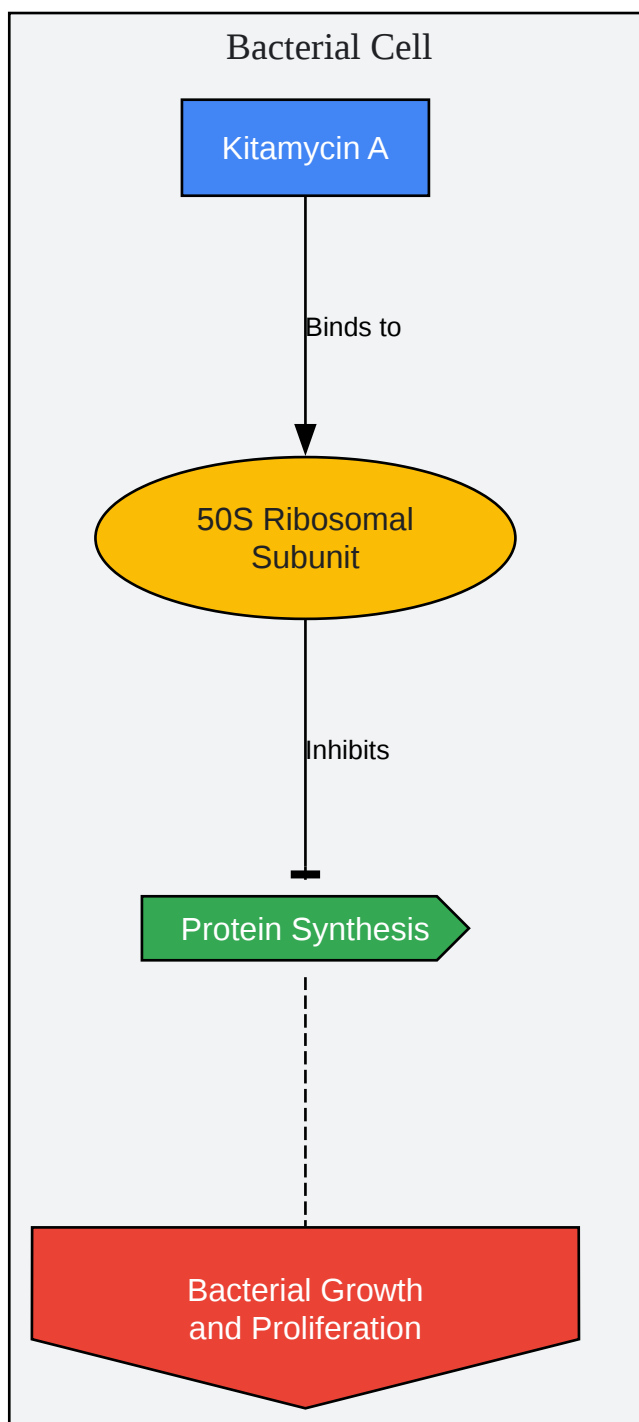 Bacterial Cell
Kitamycin A
Binds to
50S Ribosomal
Subunit
Inhibits
Protein Synthesis
Bacterial Growth
and Proliferation